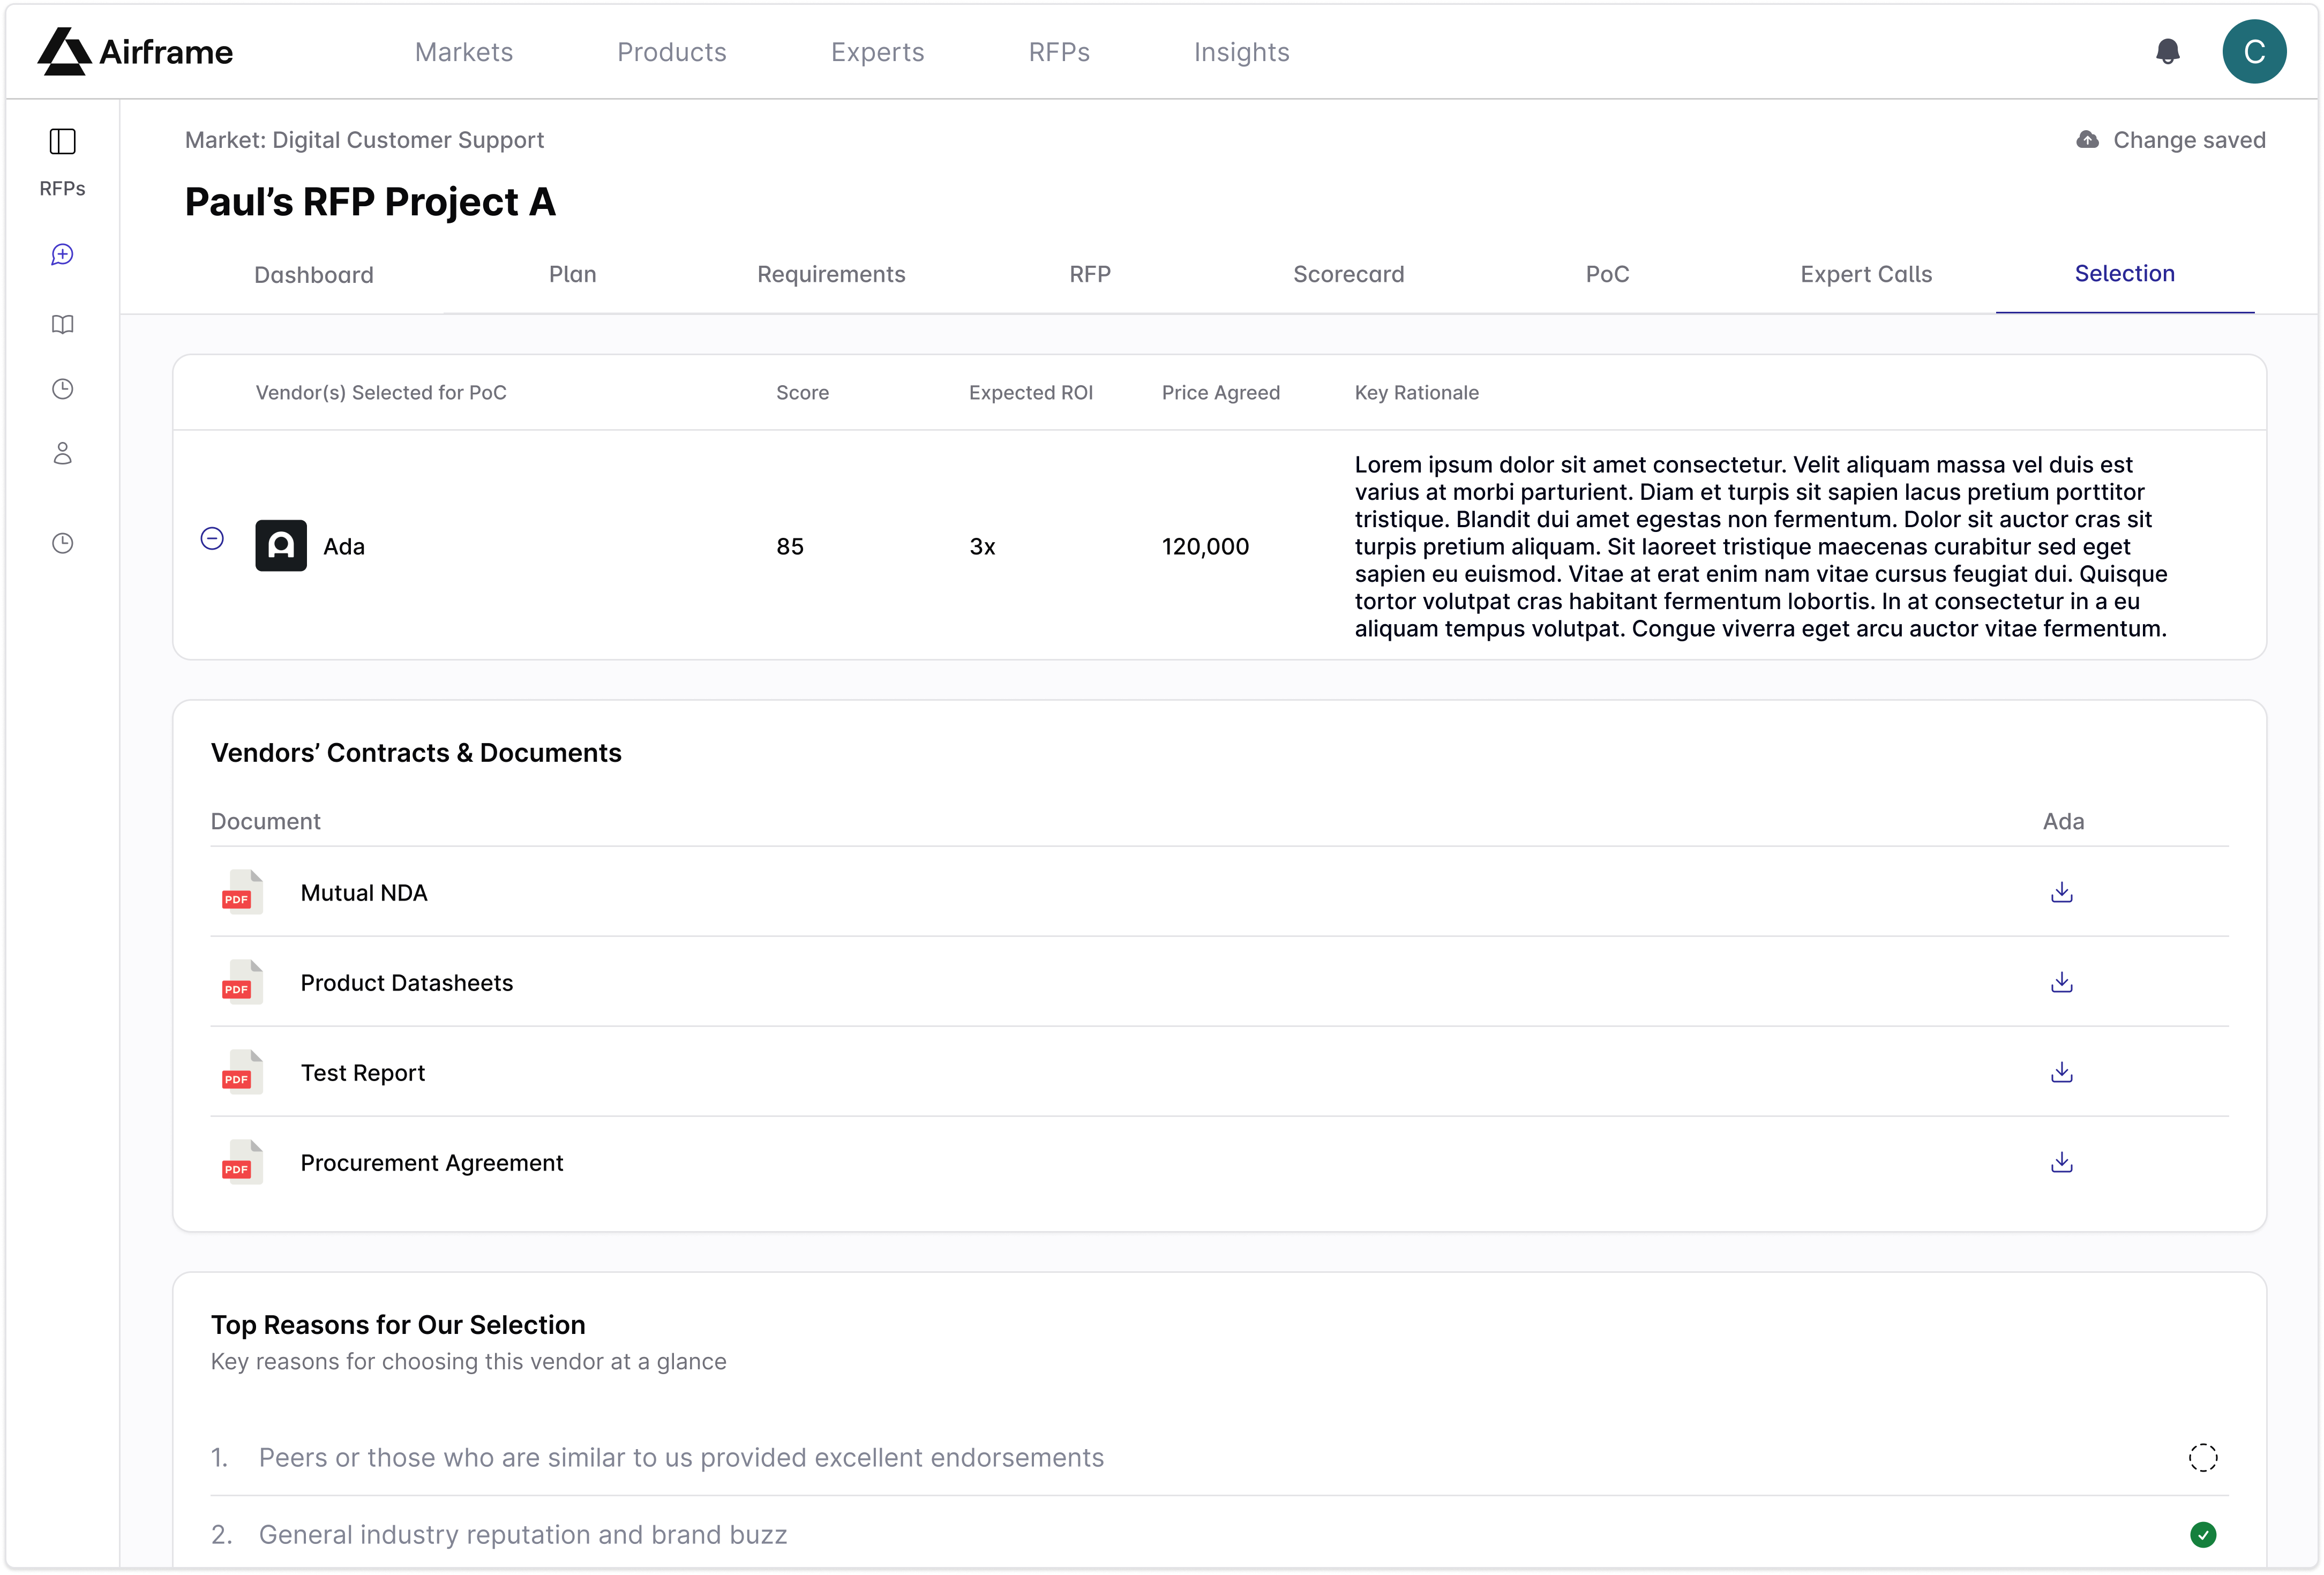 Airframe
Markets
Products
Experts
RFPs
Insights
C
RFPs
Market: Digital Customer Support
Change saved
Paul’s RFP Project A
Dashboard
Plan
Requirements
RFP
Scorecard
PoC
Expert Calls
Selection
Vendor(s) Selected for PoC
Score
Expected ROI
Price Agreed
Key Rationale
Ada
85
3x
120,000
Lorem ipsum dolor sit amet consectetur. Velit aliquam massa vel duis est
varius at morbi parturient. Diam et turpis sit sapien lacus pretium porttitor
tristique. Blandit dui amet egestas non fermentum. Dolor sit auctor cras sit
turpis pretium aliquam. Sit laoreet tristique maecenas curabitur sed eget
sapien eu euismod. Vitae at erat enim nam vitae cursus feugiat dui. Quisque
tortor volutpat cras habitant fermentum lobortis. In at consectetur in a eu
aliquam tempus volutpat. Congue viverra eget arcu auctor vitae fermentum.
Vendors’ Contracts & Documents
Document
Ada
PDF
Mutual NDA
PDF
Product Datasheets
PDF
Test Report
PDF
Procurement Agreement
Top Reasons for Our Selection
Key reasons for choosing this vendor at a glance
1. Peers or those who are similar to us provided excellent endorsements
2. General industry reputation and brand buzz